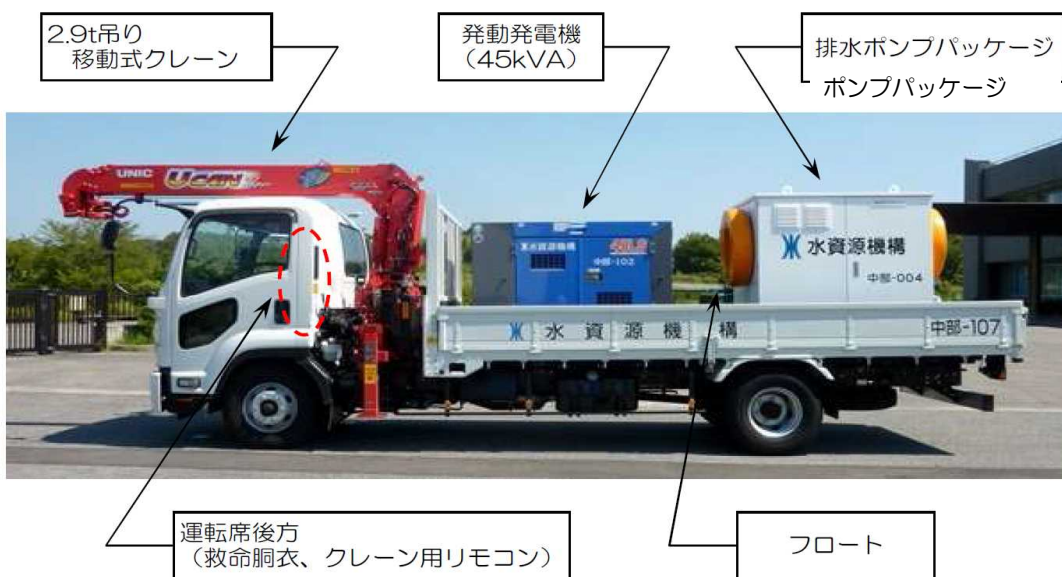 2.9t吊り
移動式クレーン
発動発電機
(45kVA)
排水ポンプパッケージ
ポンプパッケージ
UNIC
UCAN
水資源機構
45LS
中部-102
水資源機構
中部-004
水資源機構
中部-107
運転席後方
(救命胴衣、クレーン用リモコン)
フロート